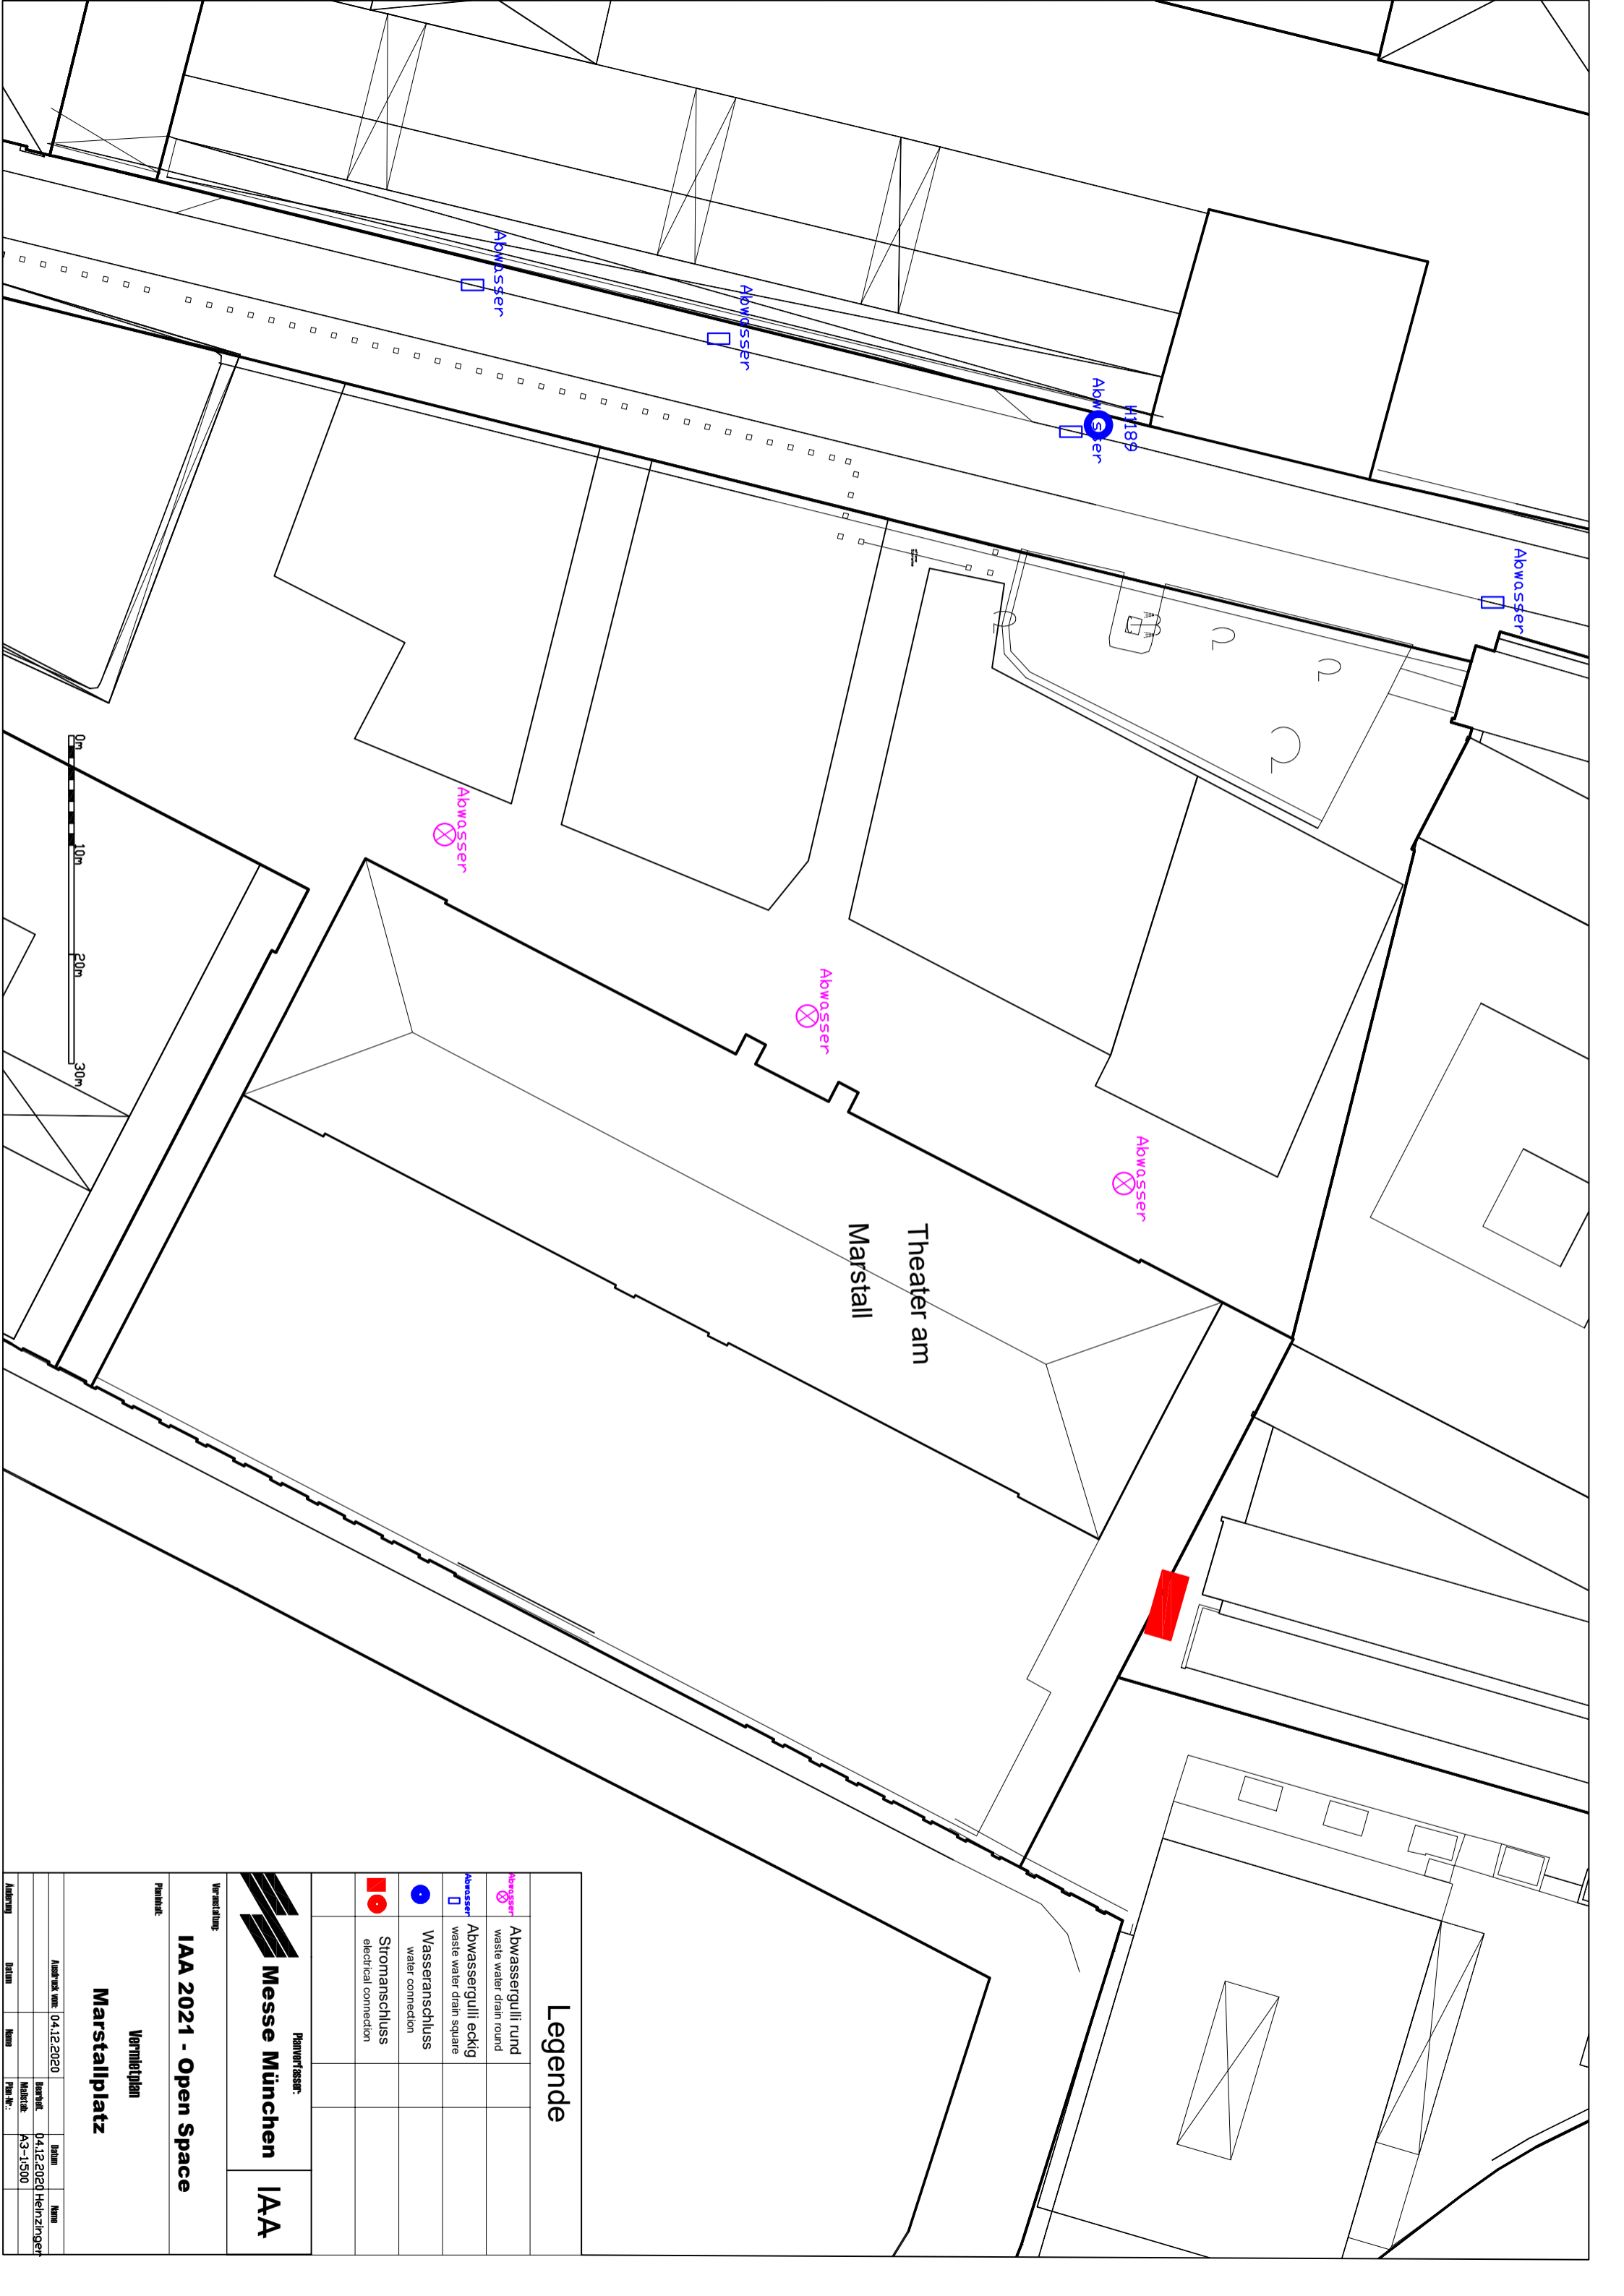 Abwasser
Abwasser
Abwasser
H1189
Abwasser
Abwasser
Abwasser
Abwasser
Theater am
Marstall
0m
10m
20m
30m
Legende
Abwasser
Abwassergulli rund
waste water drain round
Abwasser
Abwassergulli eckig
waste water drain square
Wasseranschluss
water connection
Stromanschluss
electrical connection
Planverfasser:
Messe München
IAA
Veranstaltung:
IAA 2021 - Open Space
Planinhalt:
Vermietplan
Marstallplatz
Ausdruck vom: 04.12.2020
Datum Name
Bearbeit. 04.12.2020 Heinzinger
Maßstab: A3-1:500
Änderung Datum Name Plan-Nr.: